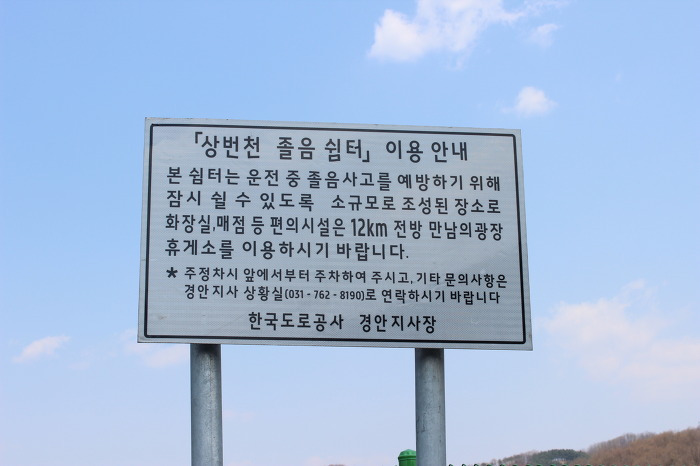 「상번천 졸음 쉼터」 이용 안내
본 쉼터는 운전 중 졸음사고를 예방하기 위해
잠시 쉴 수 있도록 소규모로 조성된 장소로
화장실,매점 등 편의시설은 12km 전방 만남의광장
휴게소를 이용하시기 바랍니다.
* 주정차시 앞에서부터 주차하여 주시고, 기타 문의사항은
경안지사 상황실(031 - 762 - 8190)로 연락하시기 바랍니다
한국도로공사 경안지사장